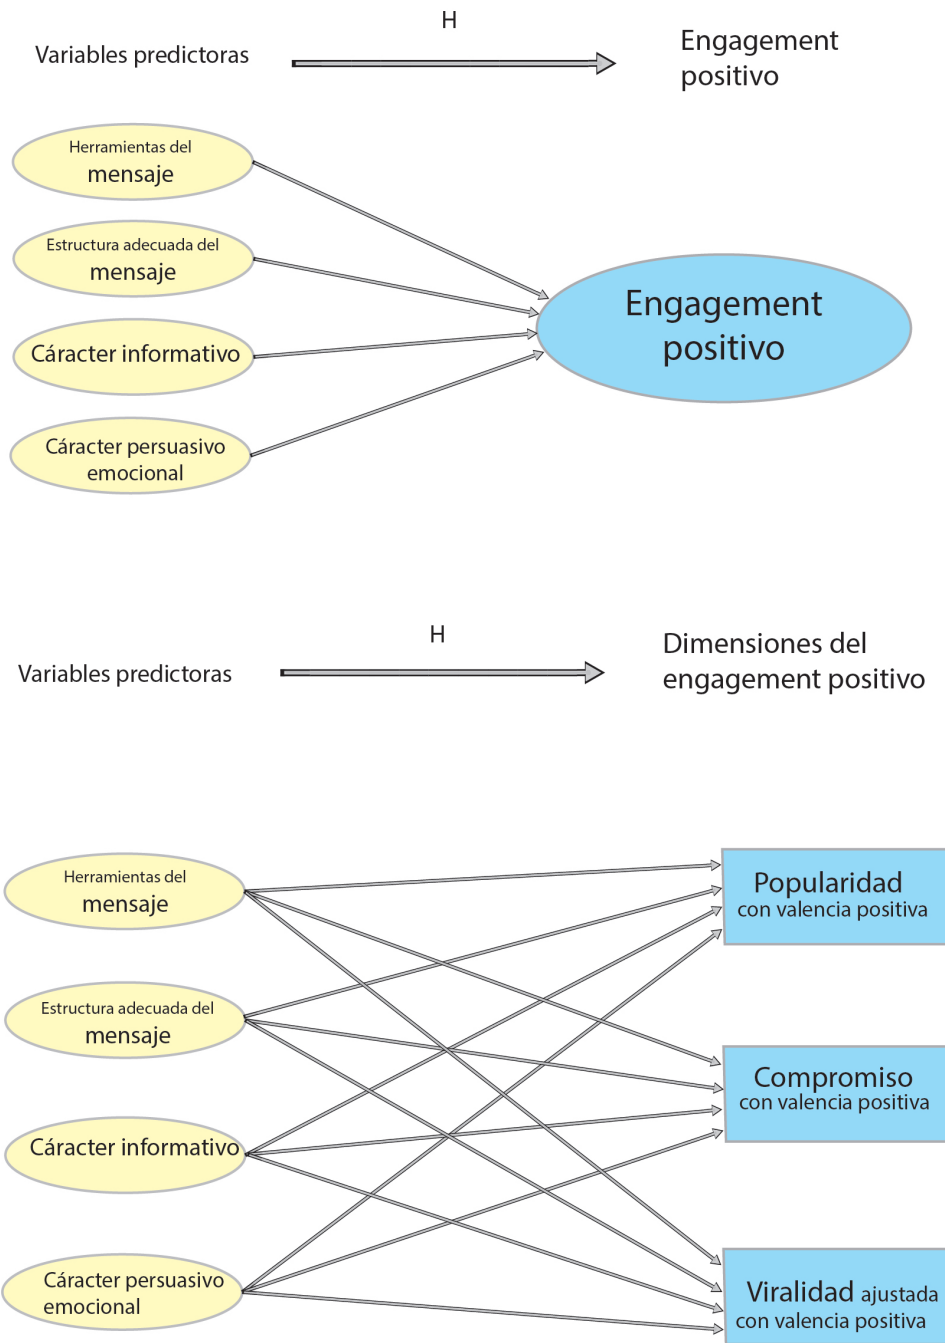 H
Variables predictoras
Engagement
positivo
Herramientas del
mensaje
Estructura adecuada del
mensaje
Cáracter informativo
Cáracter persuasivo
emocional
Engagement
positivo
H
Variables predictoras
Dimensiones del
engagement positivo
Herramientas del
mensaje
Estructura adecuada del
mensaje
Cáracter informativo
Cáracter persuasivo
emocional
Popularidad
con valencia positiva
Compromiso
con valencia positiva
Viralidad ajustada
con valencia positiva